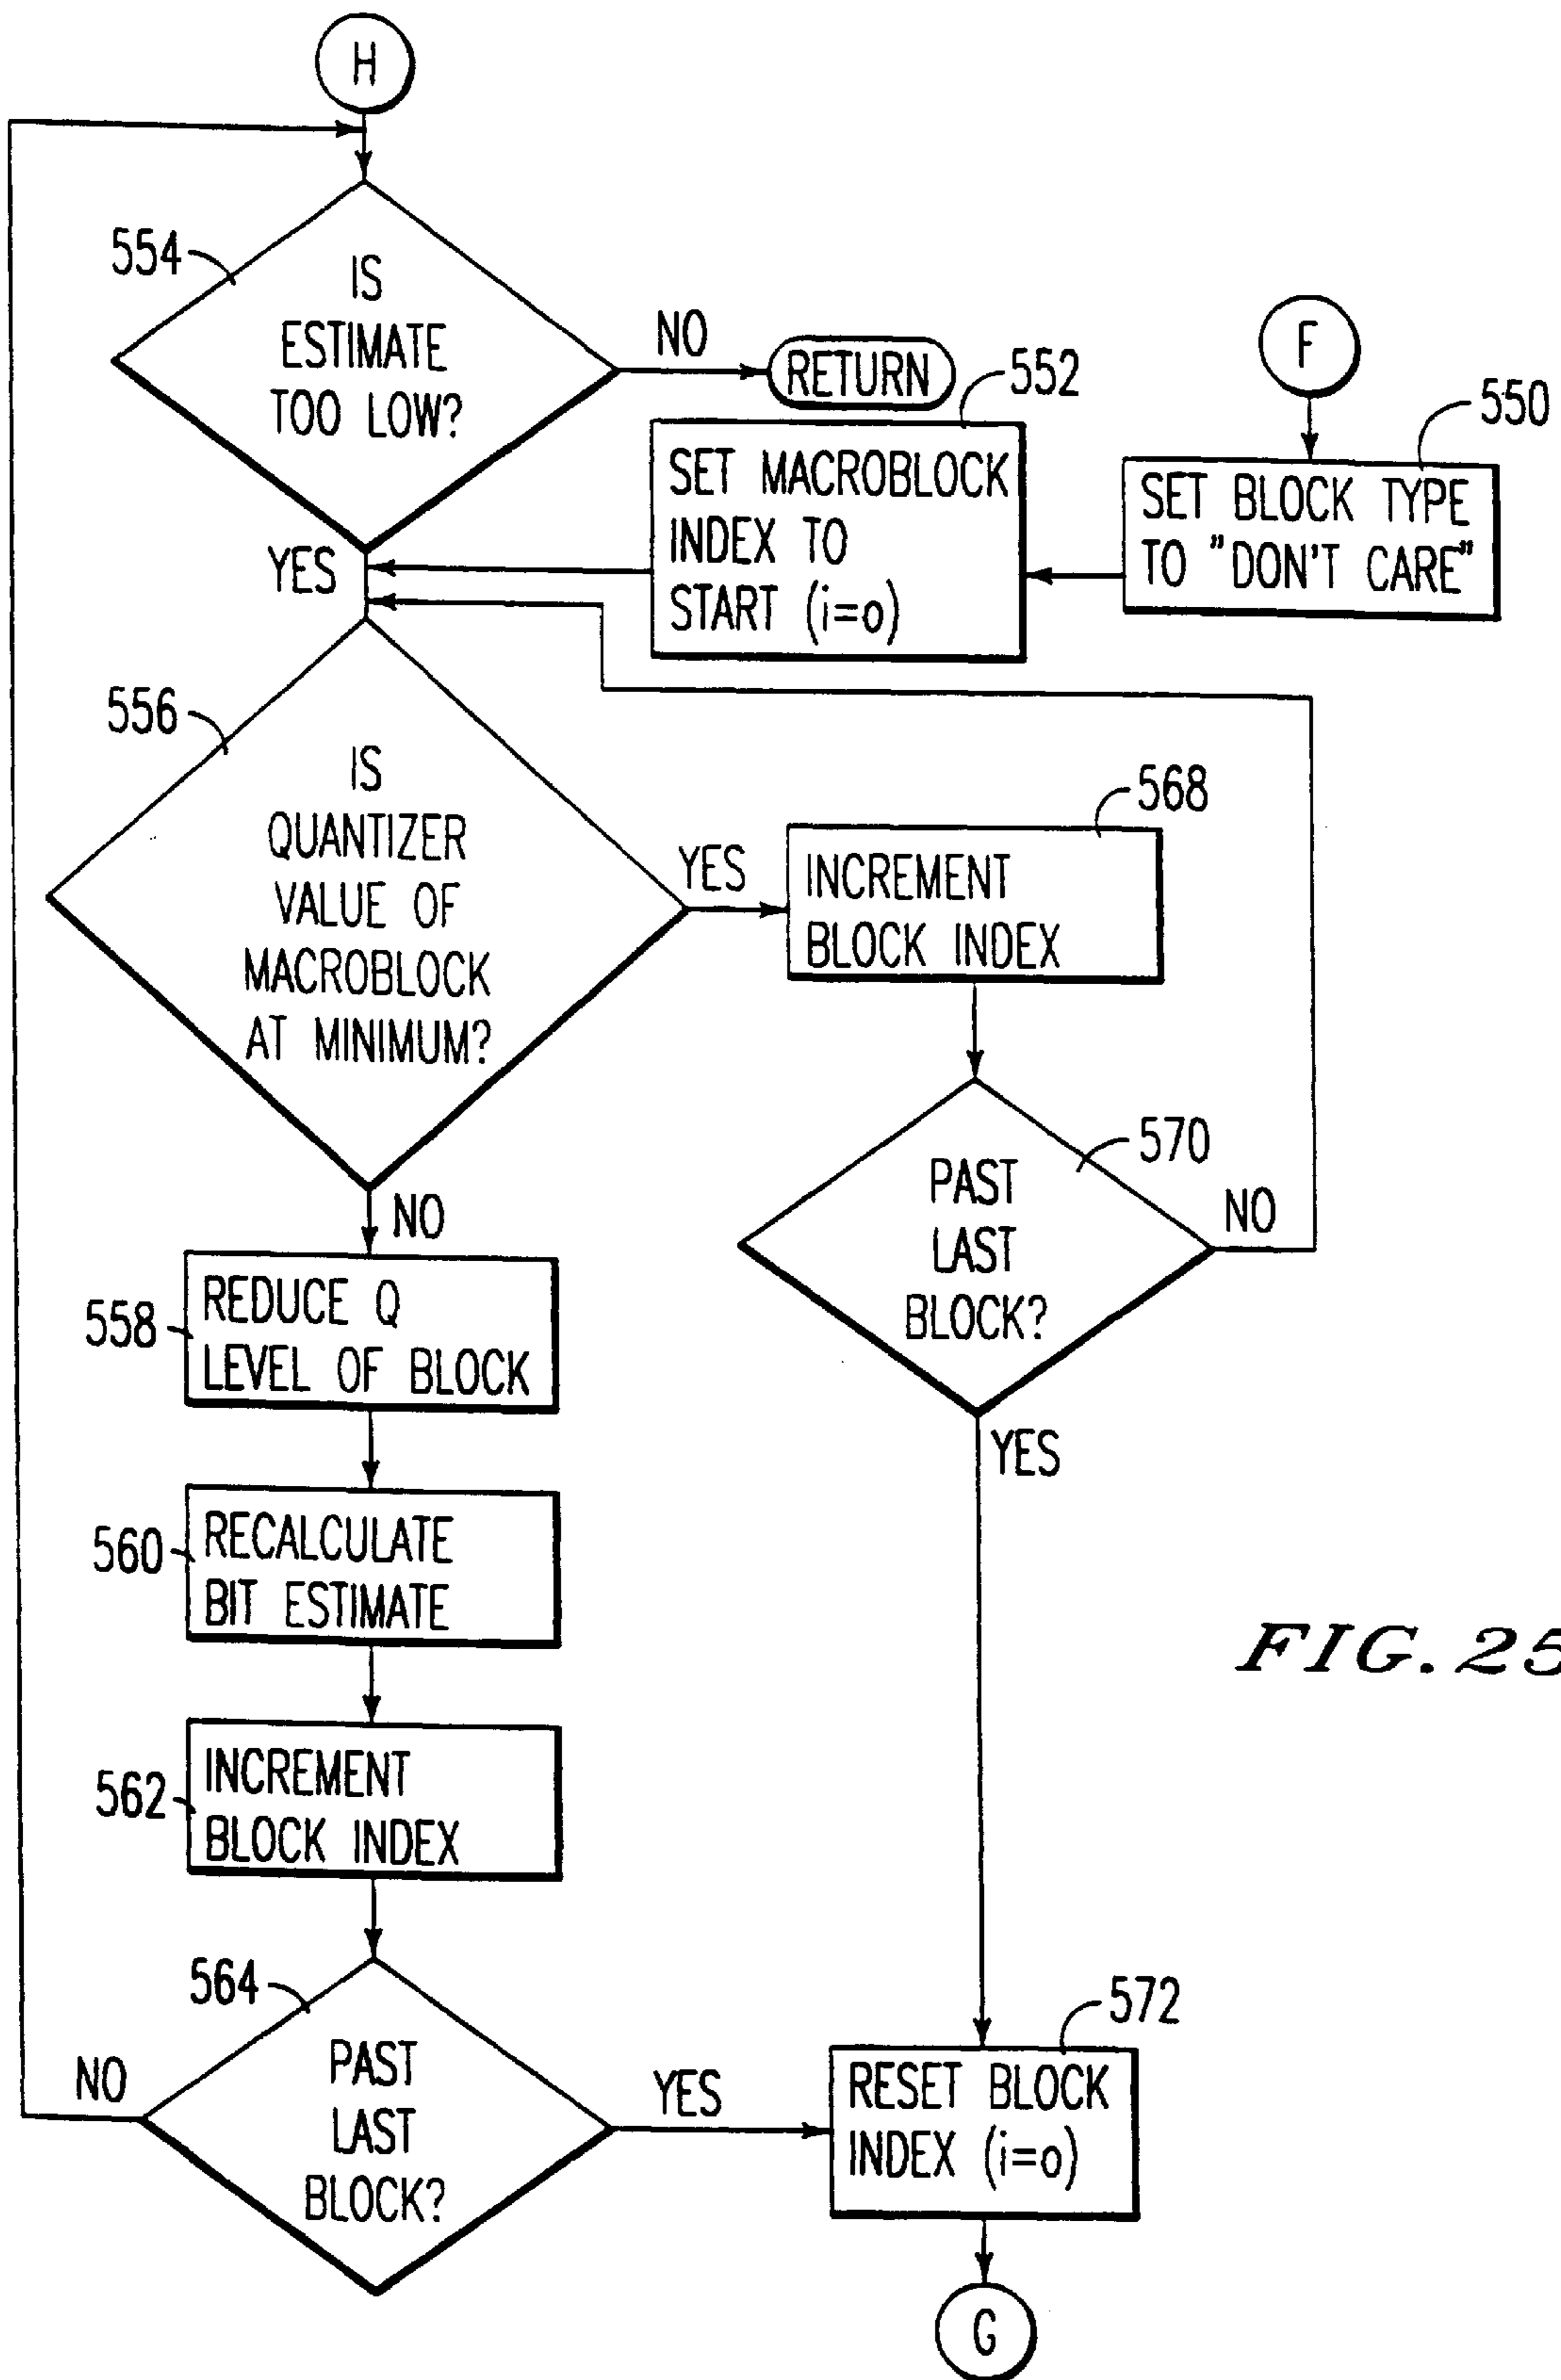 H
554
IS
ESTIMATE
TOO LOW?
NO
RETURN
YES
552
SET MACROBLOCK
INDEX TO
START (i=o)
F
550
SET BLOCK TYPE
TO "DON'T CARE"
556
IS
QUANTIZER
VALUE OF
MACROBLOCK
AT MINIMUM?
YES
NO
568
INCREMENT
BLOCK INDEX
570
PAST
LAST
BLOCK?
NO
YES
558
REDUCE Q
LEVEL OF BLOCK
560
RECALCULATE
BIT ESTIMATE
FIG. 25
562
INCREMENT
BLOCK INDEX
564
PAST
LAST
BLOCK?
NO
YES
572
RESET BLOCK
INDEX (i=o)
G